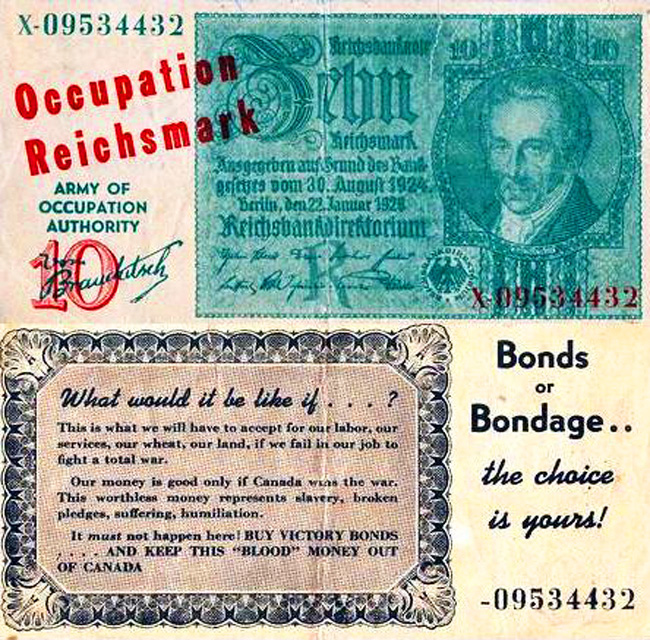 X-09534432
Occupation
Reichsmark
ARMY OF
OCCUPATION
AUTHORITY
10
von
Brauchitsch
Reichsbanknote
Zehn
Reichsmark
Ausgegeben auf Grund des Bank-
gesetzes vom 30. August 1924
Berlin, den 22. Januar 1929
Reichsbankdirektorium
X-09534432
What would it be like if . . . ?
This is what we will have to accept for our labor, our
services, our wheat, our land, if we fail in our job to
fight a total war.
Our money is good only if Canada wins the war.
This worthless money represents slavery, broken
pledges, suffering, humiliation.
It must not happen here! BUY VICTORY BONDS
. . . . AND KEEP THIS "BLOOD" MONEY OUT
OF CANADA
Bonds
or
Bondage..
the choice
is yours!
-09534432